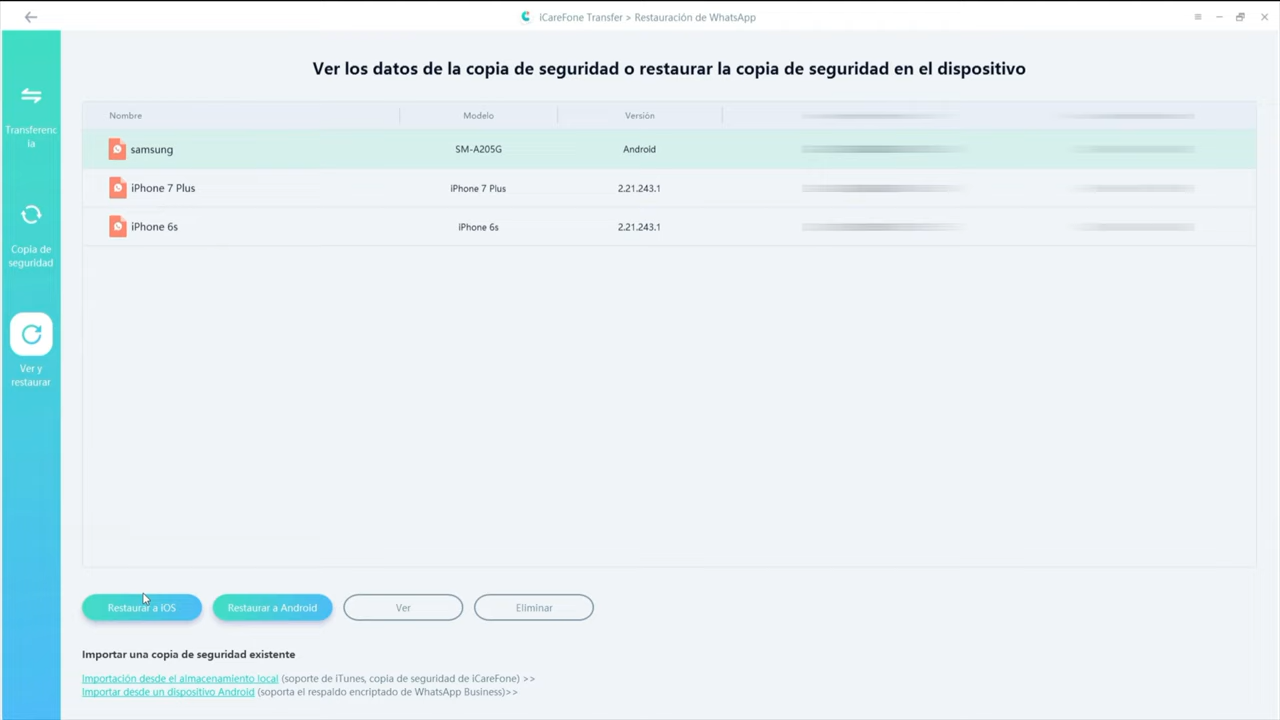 iCareFone Transfer > Restauración de WhatsApp
Ver los datos de la copia de seguridad o restaurar la copia de seguridad en el dispositivo
Transferenc
ia
Copia de
seguridad
Ver y
restaurar
Nombre Modelo Versión
samsung SM-A205G Android
iPhone 7 Plus iPhone 7 Plus 2.21.243.1
iPhone 6s iPhone 6s 2.21.243.1
Restaurar a iOS Restaurar a Android Ver Eliminar
Importar una copia de seguridad existente
Importación desde el almacenamiento local (soporte de iTunes, copia de seguridad de iCareFone) >>
Importar desde un dispositivo Android (soporta el respaldo encriptado de WhatsApp Business)>>